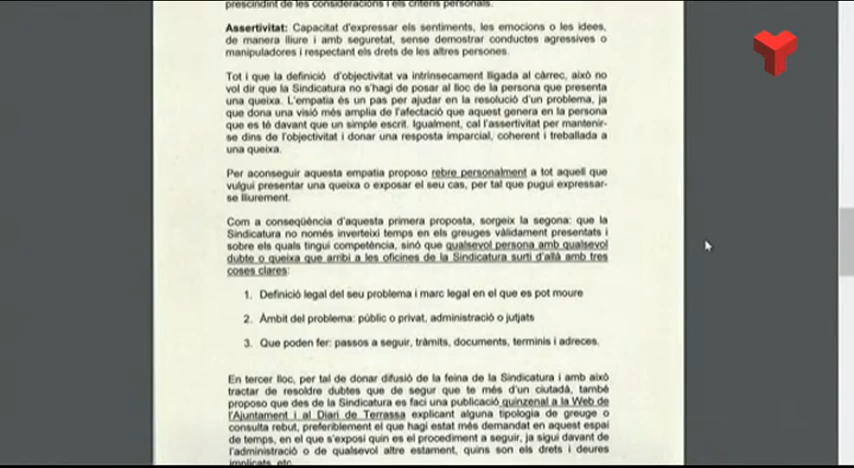 prescindint de les consideracions i els criteris personals.
Assertivitat: Capacitat d'expressar els sentiments, les emocions o les idees,
de manera lliure i amb seguretat, sense demostrar conductes agressives o
manipuladores i respectant els drets de les altres persones.
Tot i que la definició d'objectivitat va intrínsecament lligada al càrrec, això no
vol dir que la Sindicatura no s'hagi de posar al lloc de la persona que presenta
una queixa. L'empatia és un pas per ajudar en la resolució d'un problema, ja
que dona una visió més amplia de l'afectació que aquest genera en la persona
que es té davant que un simple escrit. Igualment, cal l'assertivitat per mantenir-
se dins de l'objectivitat i donar una resposta imparcial, coherent i treballada a
una queixa.
Per aconseguir aquesta empatia proposo rebre personalment a tot aquell que
vulgui presentar una queixa o exposar el seu cas, per tal que pugui expressar-
se lliurement.
Com a conseqüència d'aquesta primera proposta, sorgeix la segona: que la
Sindicatura no només inverteixi temps en els greuges vàlidament presentats i
sobre els quals tingui competència, sinó que qualsevol persona amb qualsevol
dubte o queixa que arribi a les oficines de la Sindicatura surti d'allà amb tres
coses clares:
1. Definició legal del seu problema i marc legal en el que es pot moure
2. Àmbit del problema: públic o privat, administració o jutjats
3. Que poden fer: passos a seguir, tràmits, documents, terminis i adreces.
En tercer lloc, per tal de donar difusió de la feina de la Sindicatura i amb això
tractar de resoldre dubtes que de segur que te més d'un ciutadà, també
proposo que des de la Sindicatura es faci una publicació quinzenal a la Web de
l'Ajuntament i al Diari de Terrassa explicant alguna tipologia de greuge o
consulta rebut, preferiblement el que hagi estat més demandat en aquest espai
de temps, en el que s'exposi quin es el procediment a seguir, ja sigui davant de
l'administració o de qualsevol altre estament, quins son els drets i deures
implicats, etc.